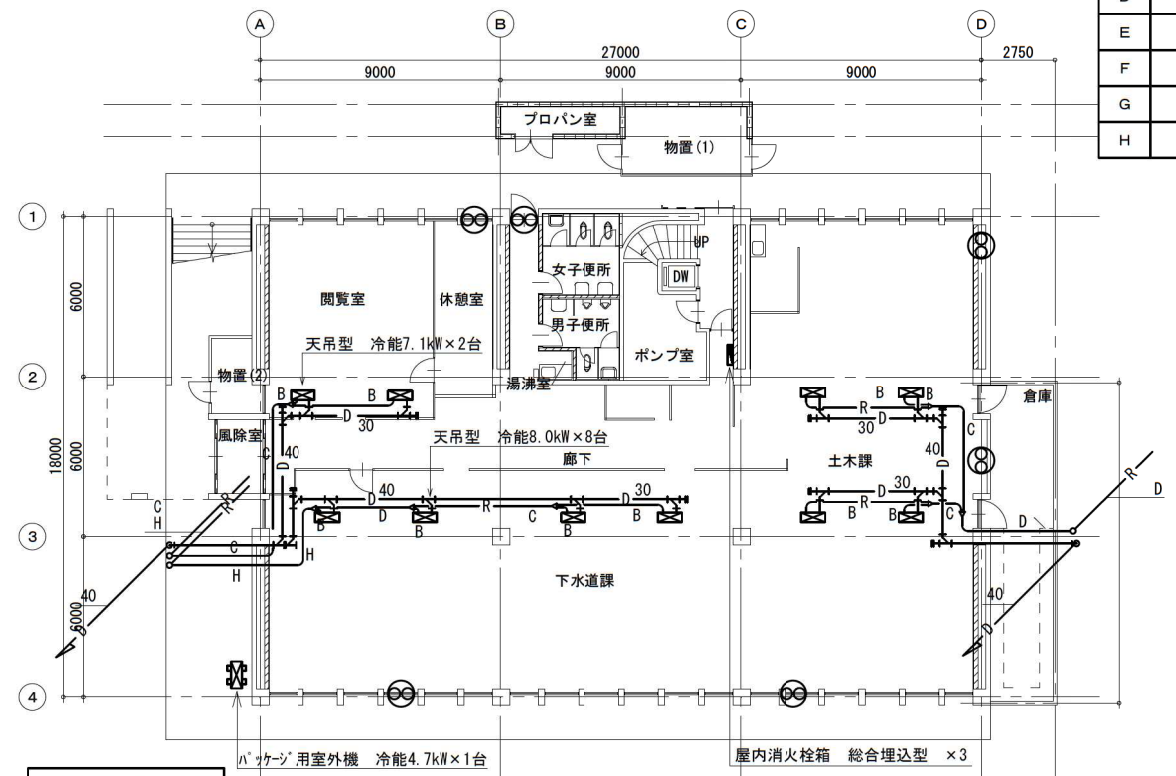 A B C D
27000 2750
9000 9000 9000
E
F
G
H
プロパン室
物置(1)
1
UP
女子便所
DW
6000
閲覧室
休憩室
男子便所
ポンプ室
天吊型 冷能7.1kW×2台
2
物置(2)
湯沸室
倉庫
B B B B
D R
30 D
風除室
天吊型 冷能8.0kW×8台
C
C 40 D
廊下
土木課
40 D
18000
6000
40 30 D 30
D D R
D R C B C
B B B B B
R
D
R
C
H
3
C
H
H
D
下水道課
40
6000
D
40
D
4
パッケージ用室外機 冷能4.7kW×1台
屋内消火栓箱 総合埋込型 ×3